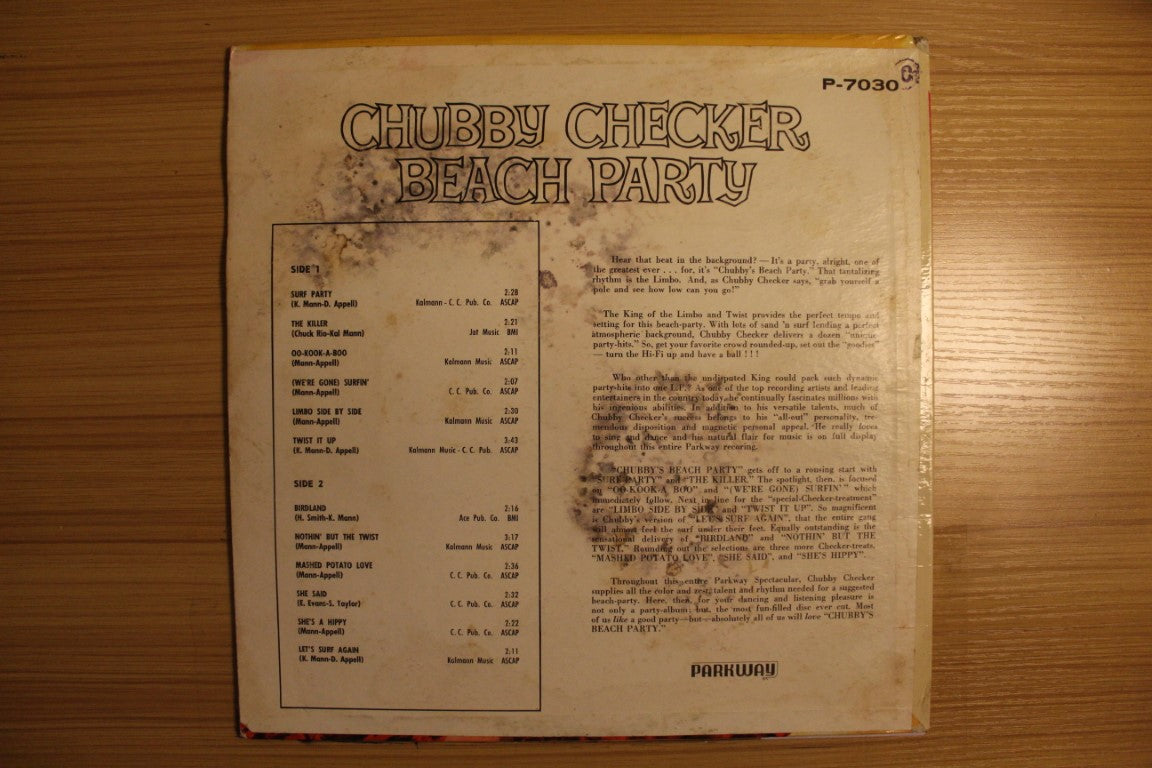 P-7030
CHUBBY CHECKER
BEACH PARTY
SIDE 1
SURF PARTY 2:28
(K. Mann-D. Appell) Kalmann - C. C. Pub. Co. ASCAP
THE KILLER 2:21
(Chuck Rio-Kal Mann) Jat Music BMI
OO-KOOK-A-BOO 2:11
(Mann-Appell) Kalmann Music ASCAP
(WE'RE GONE) SURFIN' 2:07
(Mann-Appell) C. C. Pub. Co. ASCAP
LIMBO SIDE BY SIDE 2:30
(Mann-Appell) Kalmann Music ASCAP
TWIST IT UP 3:43
(K. Mann-D. Appell) Kalmann Music - C. C. Pub. ASCAP
SIDE 2
BIRDLAND 2:16
(H. Smith-K. Mann) Ace Pub. Co. BMI
NOTHIN' BUT THE TWIST 3:17
(Mann-Appell) Kalmann Music ASCAP
MASHED POTATO LOVE 2:36
(Mann-Appell) C. C. Pub. Co. ASCAP
SHE SAID 2:32
(E. Evans-S. Taylor) C. C. Pub. Co. ASCAP
SHE'S A HIPPY 2:22
(Mann-Appell) C. C. Pub. Co. ASCAP
LET'S SURF AGAIN 2:11
(K. Mann-D. Appell) Kalmann Music ASCAP
Hear that beat in the background? — It's a party, alright, one of
the greatest ever . . . for, it's "Chubby's Beach Party." That tantalizing
rhythm is the Limbo. And, as Chubby Checker says, "grab yourself a
pole and see how low can you go!"
The King of the Limbo and Twist provides the perfect tempo and
setting for this beach-party. With lots of sand 'n surf lending a perfect
atmospheric background, Chubby Checker delivers a dozen "unique
party-hits." So, get your favorite crowd rounded-up, set out the "goodies"
— turn the Hi-Fi up and have a ball ! ! !
Who other than the undisputed King could pack such dynamic
party-hits into one L.P.? As one of the top recording artists and leading
entertainers in the country today, he continually fascinates millions with
his ingenious abilities. In addition to his versatile talents, much of
Chubby Checker's success belongs to his "all-out" personality, tre-
mendous disposition and magnetic personal appeal. He really loves
to sing and dance and his natural flair for music is on full display
throughout this entire Parkway recoring.
"CHUBBY'S BEACH PARTY" gets off to a rousing start with
"SURF PARTY" and "THE KILLER." The spotlight, then, is focused
on "OO-KOOK-A BOO" and "(WE'RE GONE) SURFIN'" which
immediately follow. Next in line for the "special-Checker-treatment"
are "LIMBO SIDE BY SIDE" and "TWIST IT UP". So magnificent
is Chubby's version of "LET'S SURF AGAIN", that the entire gang
will almost feel the surf under their feet. Equally outstanding is the
sensational delivery of "BIRDLAND" and "NOTHIN' BUT THE
TWIST." Rounding out the selections are three more Checker-treats,
"MASHED POTATO LOVE", "SHE SAID", and "SHE'S HIPPY".
Throughout this entire Parkway Spectacular, Chubby Checker
supplies all the color and zest, talent and rhythm needed for a suggested
beach-party. Here, then, for your dancing and listening pleasure is
not only a party-album; but, the most fun-filled disc ever cut. Most
of us like a good party—but—absolutely all of us will love "CHUBBY'S
BEACH PARTY."
PARKWAY